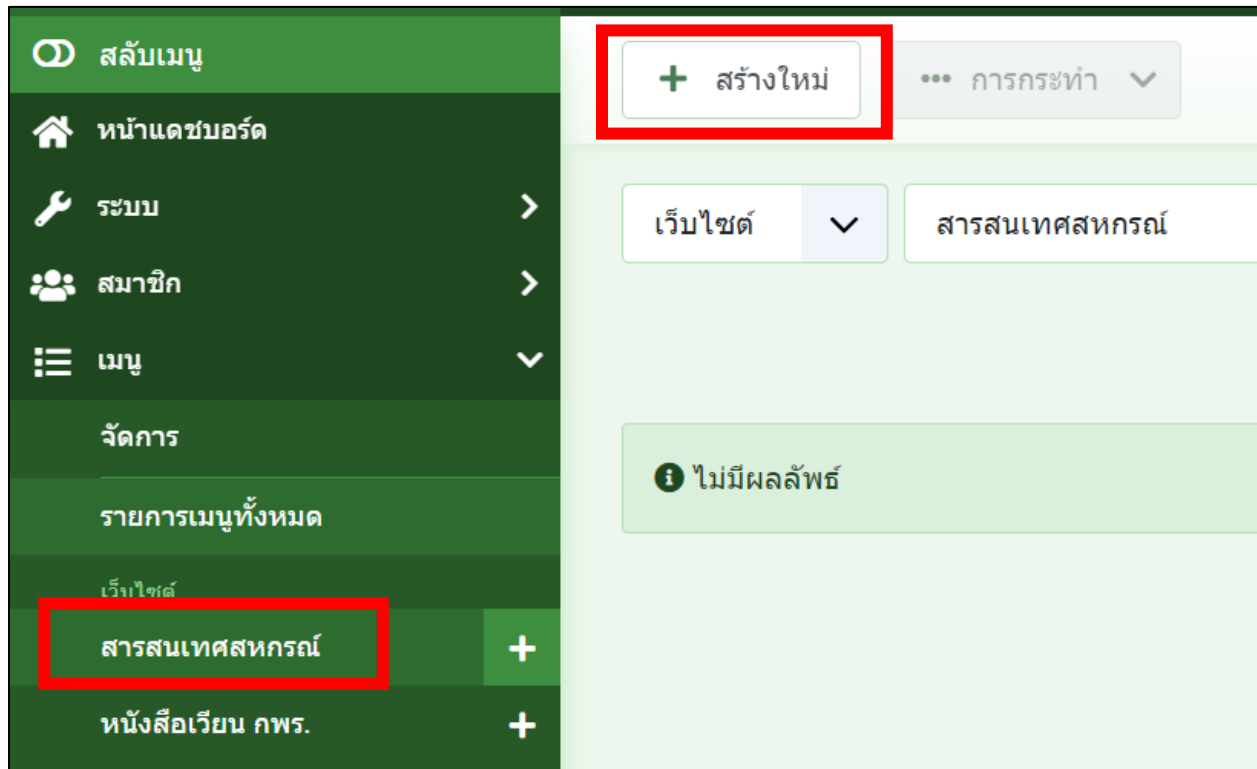 สลับเมนู
หน้าแดชบอร์ด
ระบบ
สมาชิก
เมนู
จัดการ
รายการเมนูทั้งหมด
เว็บไซต์
สารสนเทศสหกรณ์
หนังสือเวียน กพร.
สร้างใหม่
การกระทำ
เว็บไซต์
สารสนเทศสหกรณ์
ไม่มีผลลัพธ์